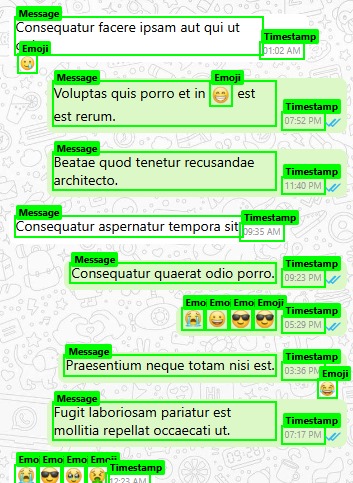 Message
Consequatur facere ipsam aut qui ut
Timestamp
01:02 AM
Emoji
Message
Emoji
Voluptas quis porro et in 😁 est
est rerum.
Timestamp
07:52 PM
Message
Beatae quod tenetur recusandae
architecto.
Timestamp
11:40 PM
Message
Consequatur aspernatur tempora sit
Timestamp
09:35 AM
Message
Consequatur quaerat odio porro.
Timestamp
09:23 PM
Emo Emo Emo Emoji
😭 😀 😎 😎
Timestamp
05:29 PM
Message
Praesentium neque totam nisi est.
Timestamp
03:36 PM
Emoji
😂
Message
Fugit laboriosam pariatur est
mollitia repellat occaecati ut.
Timestamp
07:17 PM
Emo Emo Emo Emoji
Timestamp
12:23 AM